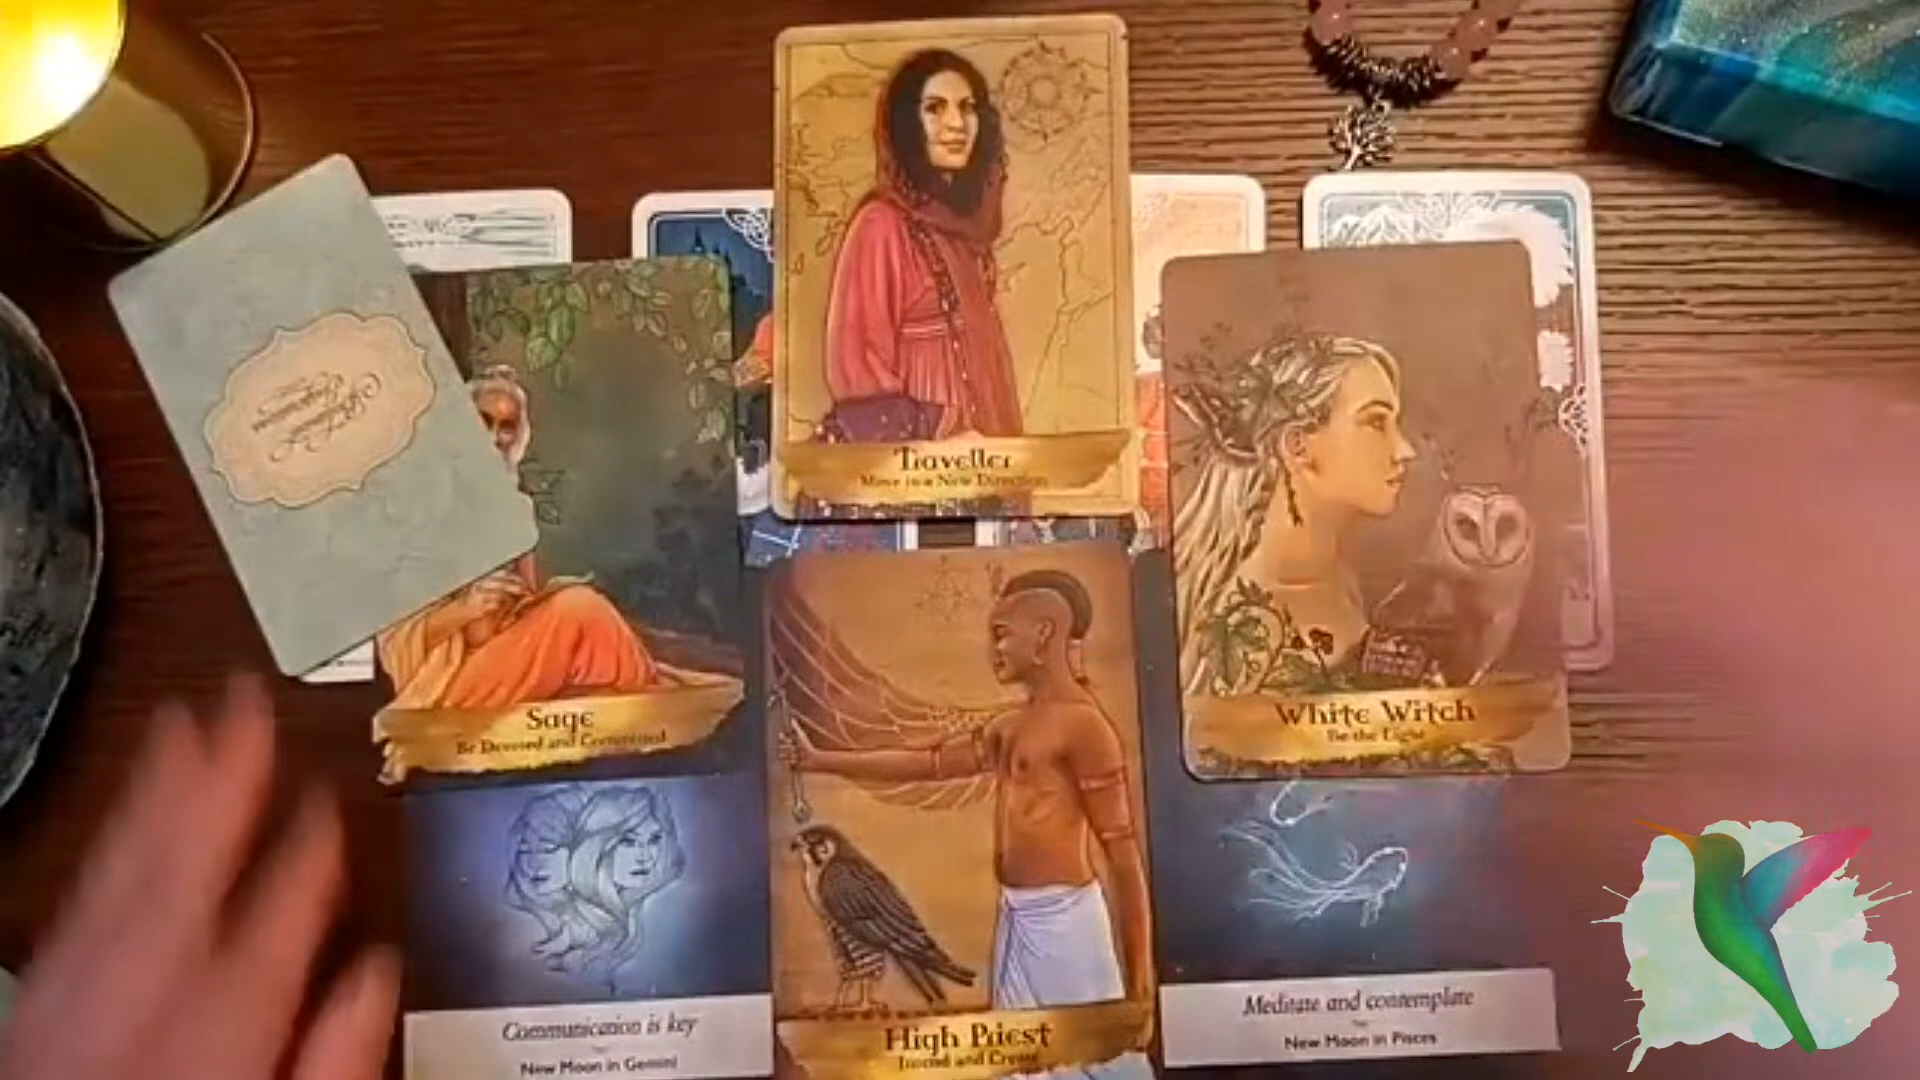 Traveller
Move in a New Direction
Sage
Be Devoted and Committed
White Witch
Be the Light
Communication is key
New Moon in Gemini
High Priest
Intend and Create
Meditate and contemplate
New Moon in Pisces